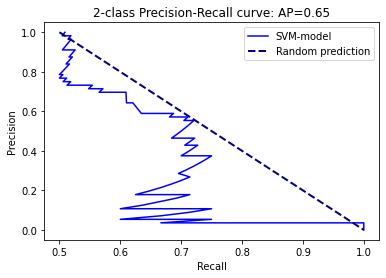 2-class Precision-Recall curve: AP=0.65
SVM-model
Random prediction
Precision
1.0
0.8
0.6
0.4
0.2
0.0
0.5
0.6
0.7
0.8
0.9
1.0
Recall